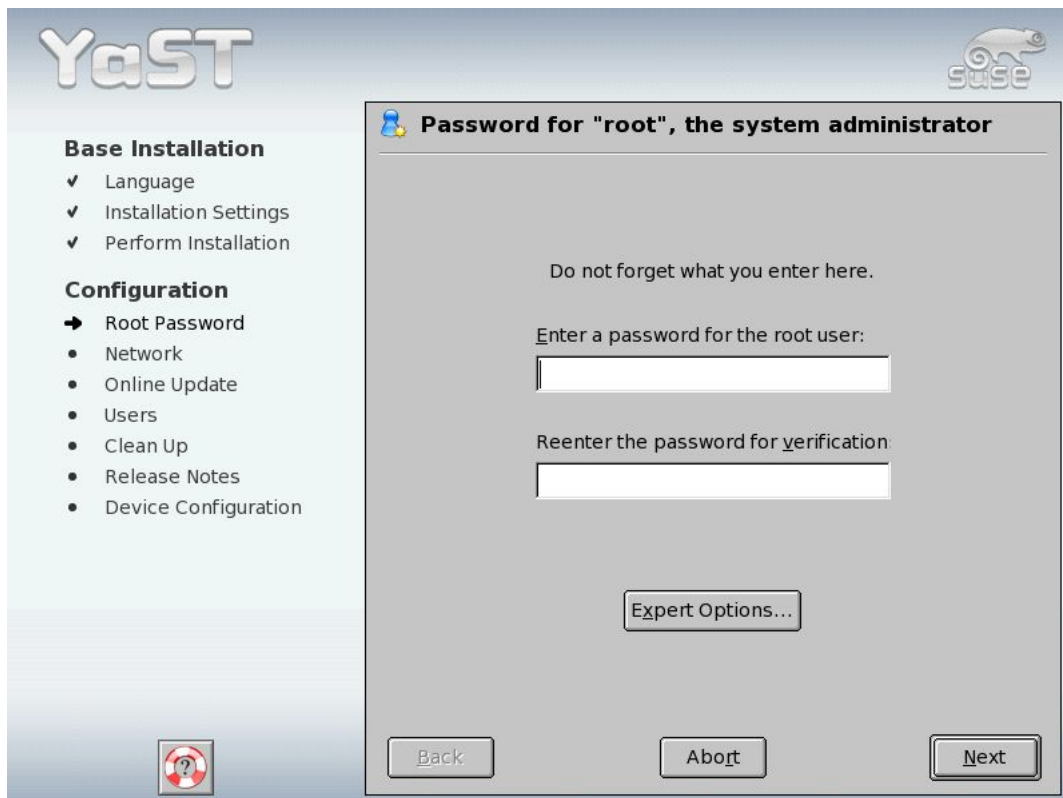 YaST
suse
Base Installation
Language
Installation Settings
Perform Installation
Configuration
Root Password
Network
Online Update
Users
Clean Up
Release Notes
Device Configuration
Password for "root", the system administrator
Do not forget what you enter here.
Enter a password for the root user:
Reenter the password for verification:
Expert Options...
?
Back
Abort
Next